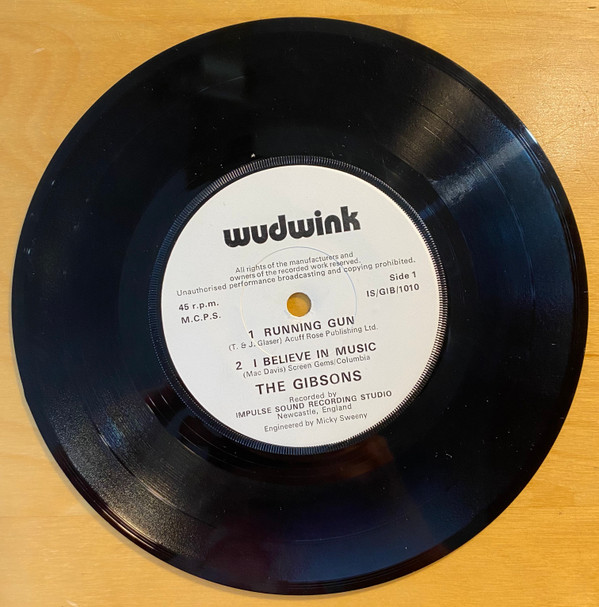 wudwink
All rights of the manufacturers and
owners of the recorded work reserved.
Unauthorised performance broadcasting and copying prohibited.
45 r.p.m.
Side 1
M.C.P.S.
IS/GIB/1010
1 RUNNING GUN
(T. & J. Glaser) Acuff Rose Publishing Ltd.
2 I BELIEVE IN MUSIC
(Mac Davis) Screen Gems/Columbia
THE GIBSONS
Recorded by
IMPULSE SOUND RECORDING STUDIO
Newcastle, England
Engineered by Micky Sweeny